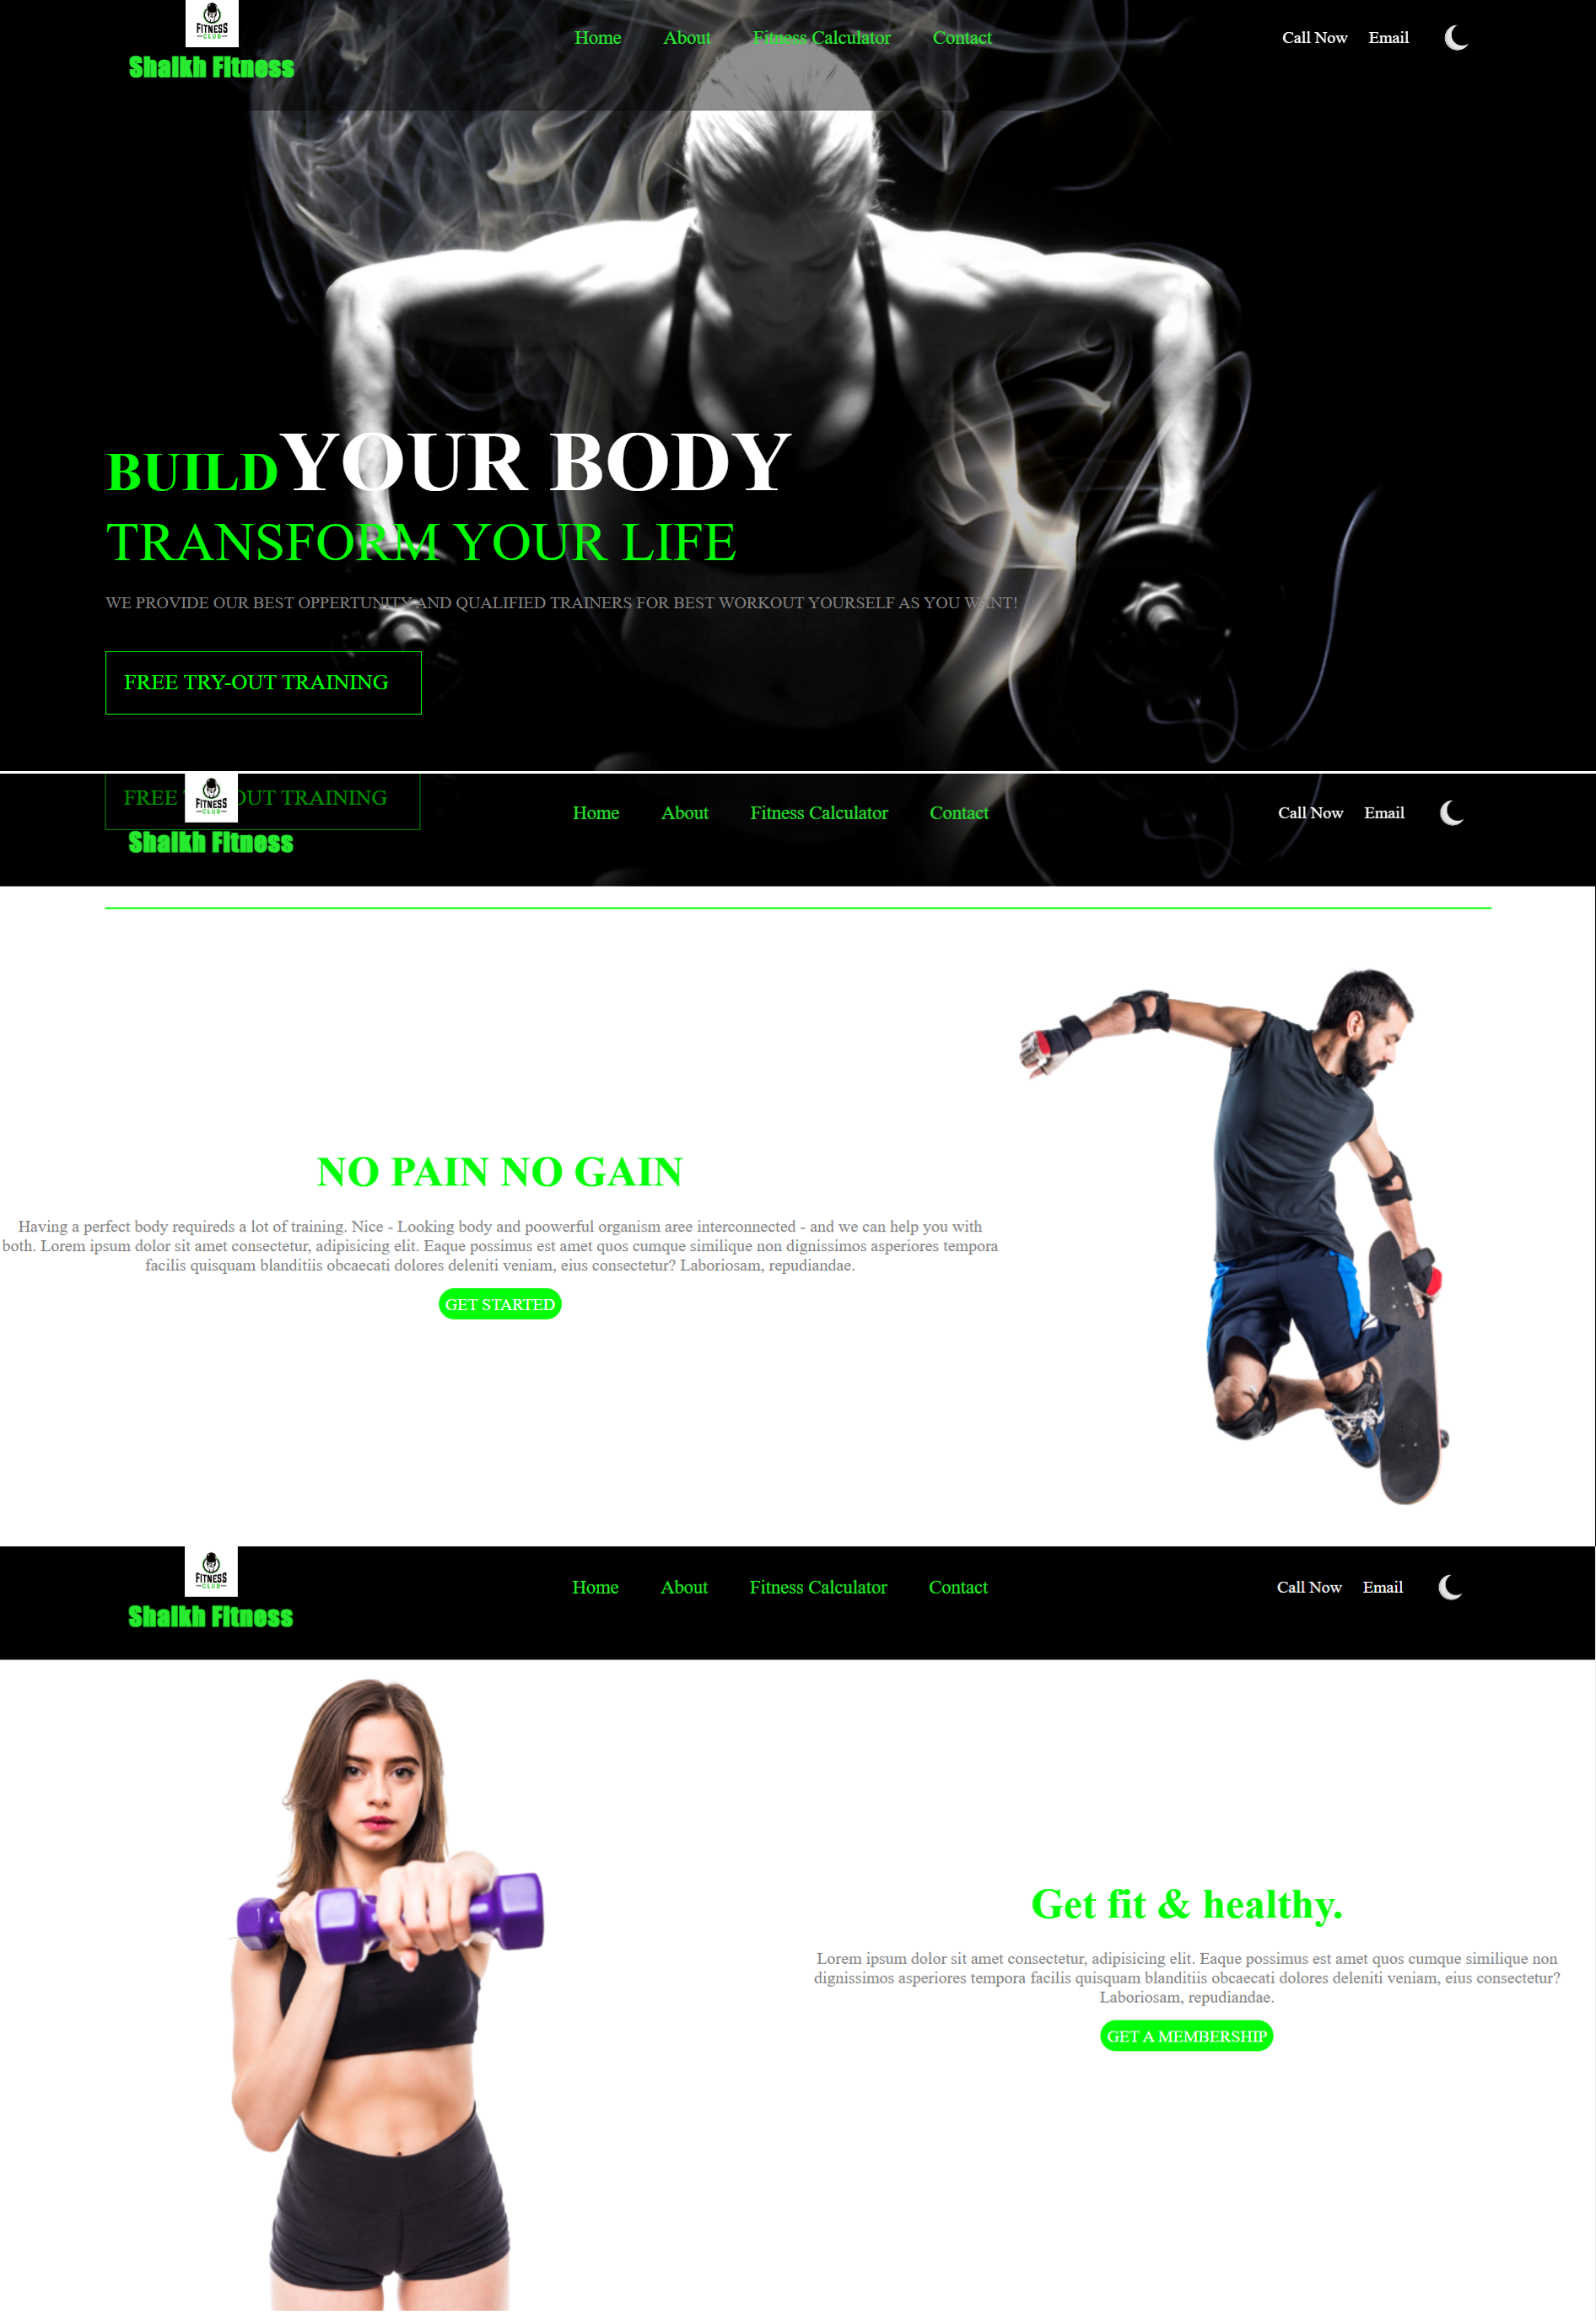 FITNESS
CLUB
Shaikh Fitness
Home About Fitness Calculator Contact
Call Now Email
BUILD YOUR BODY
TRANSFORM YOUR LIFE
WE PROVIDE OUR BEST OPPERTUNITY AND QUALIFIED TRAINERS FOR BEST WORKOUT YOURSELF AS YOU WANT!
FREE TRY-OUT TRAINING
FREE OUT TRAINING
FITNESS
CLUB
Shaikh Fitness
Home About Fitness Calculator Contact
Call Now Email
NO PAIN NO GAIN
Having a perfect body requireds a lot of training. Nice - Looking body and poowerful organism aree interconnected - and we can help you with
both. Lorem ipsum dolor sit amet consectetur, adipisicing elit. Eaque possimus est amet quos cumque similique non dignissimos asperiores tempora
facilis quisquam blanditiis obcaecati dolores deleniti veniam, eius consectetur? Laboriosam, repudiandae.
GET STARTED
FITNESS
CLUB
Shaikh Fitness
Home About Fitness Calculator Contact
Call Now Email
Get fit & healthy.
Lorem ipsum dolor sit amet consectetur, adipisicing elit. Eaque possimus est amet quos cumque similique non
dignissimos asperiores tempora facilis quisquam blanditiis obcaecati dolores deleniti veniam, eius consectetur?
Laboriosam, repudiandae.
GET A MEMBERSHIP